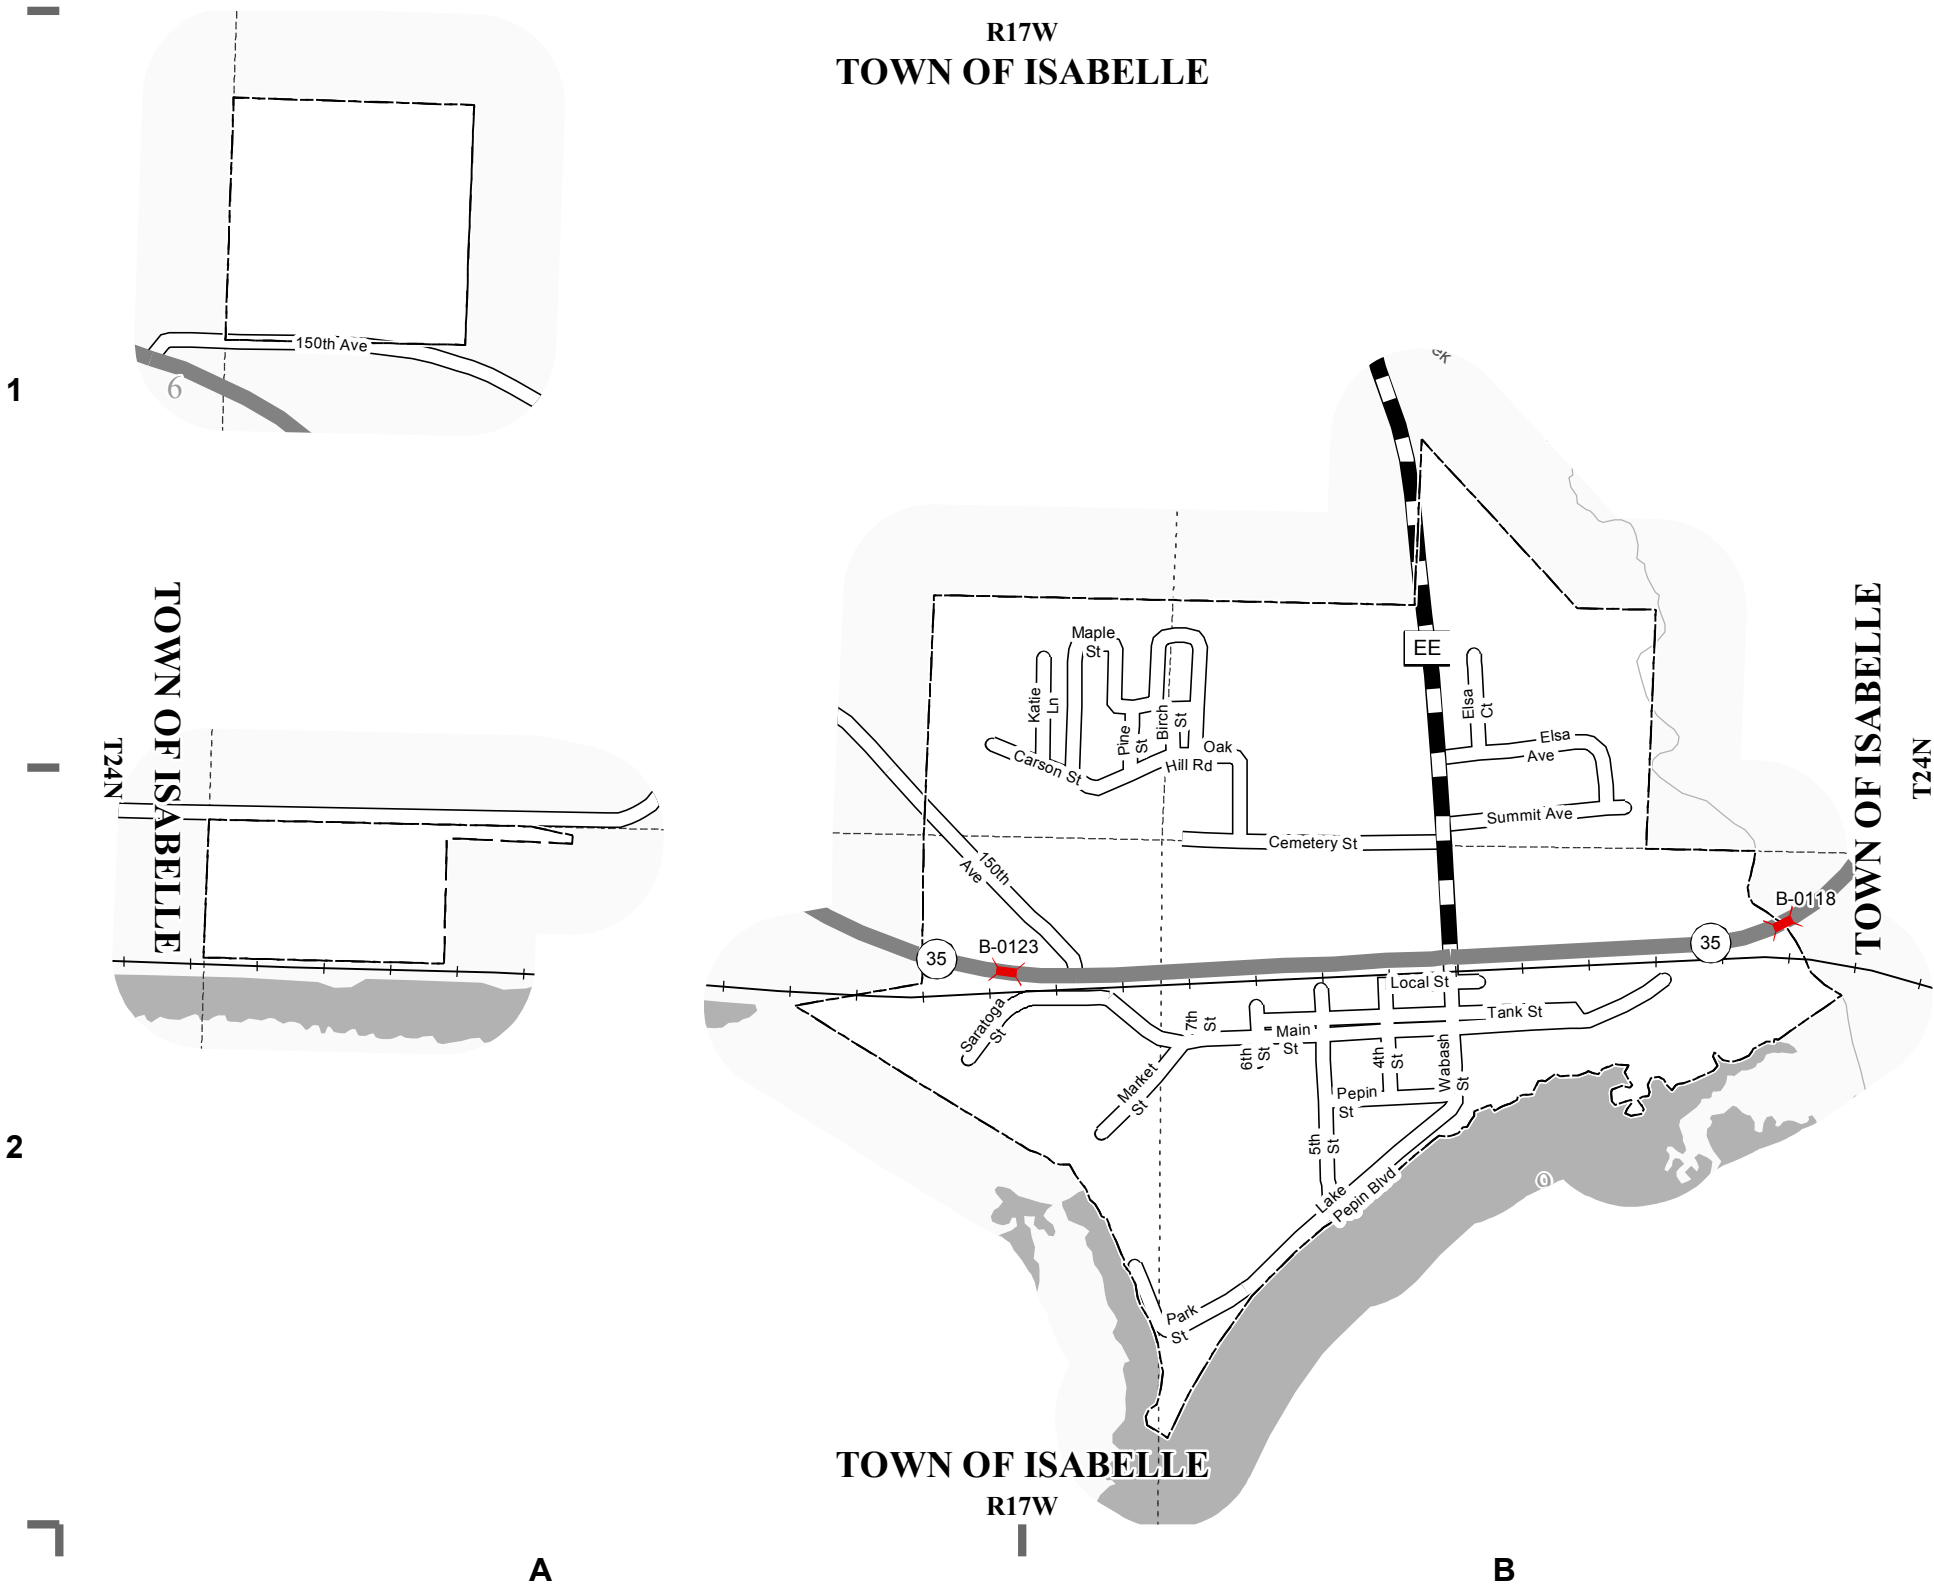 R17W
TOWN OF ISABELLE
150th Ave
6
1
EE
Maple
St
Katie
Ln
Carson St
Pine
St
Birch
St
Oak
Hill Rd
Elsa
Ct
Elsa
Ave
Summit Ave
Cemetery St
TOWN OF ISABELLE
T24N
TOWN OF ISABELLE
T24N
150th
Ave
B-0118
B-0123
35
35
Local St
Tank St
Saratoga
St
7th
St
Main
St
6th
St
4th
St
Wabash
St
Market
St
Pepin
St
5th
St
2
Lake
Pepin Blvd
0
Park
St
TOWN OF ISABELLE
R17W
A
B